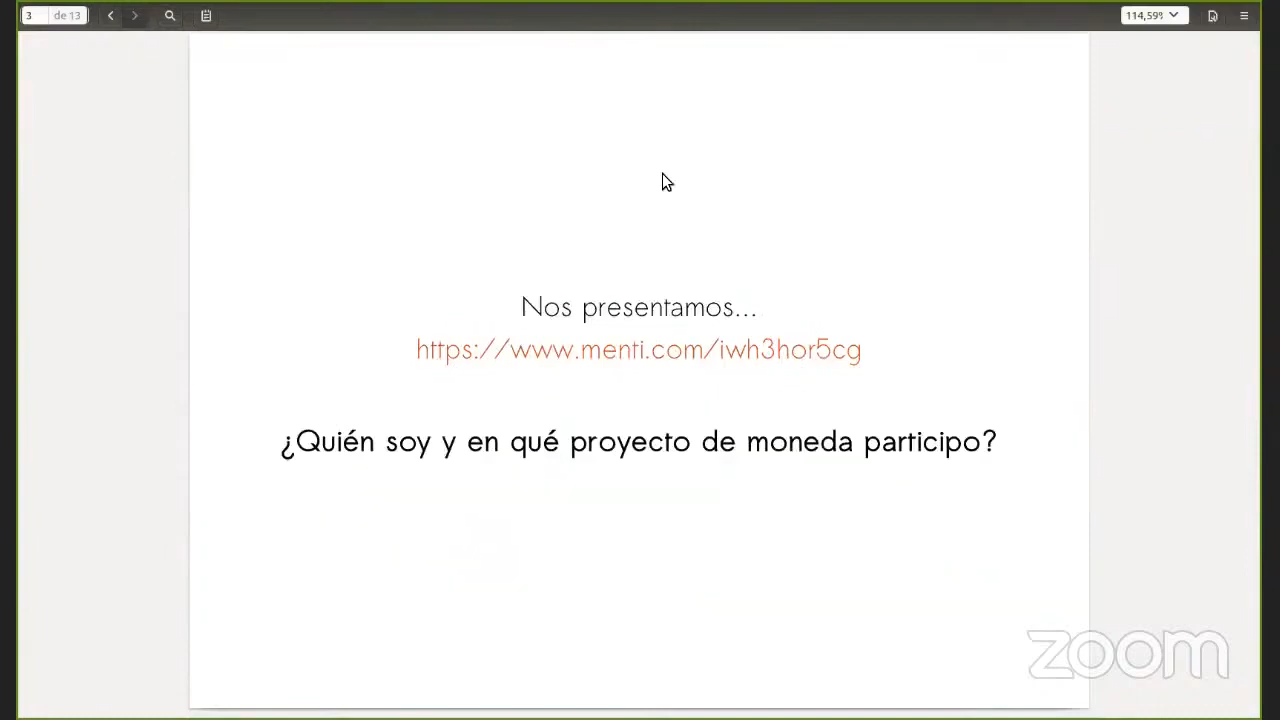 3 de 13
114,59%
Nos presentamos...
https://www.menti.com/iwh3hor5cg
¿Quién soy y en qué proyecto de moneda participo?
zoom